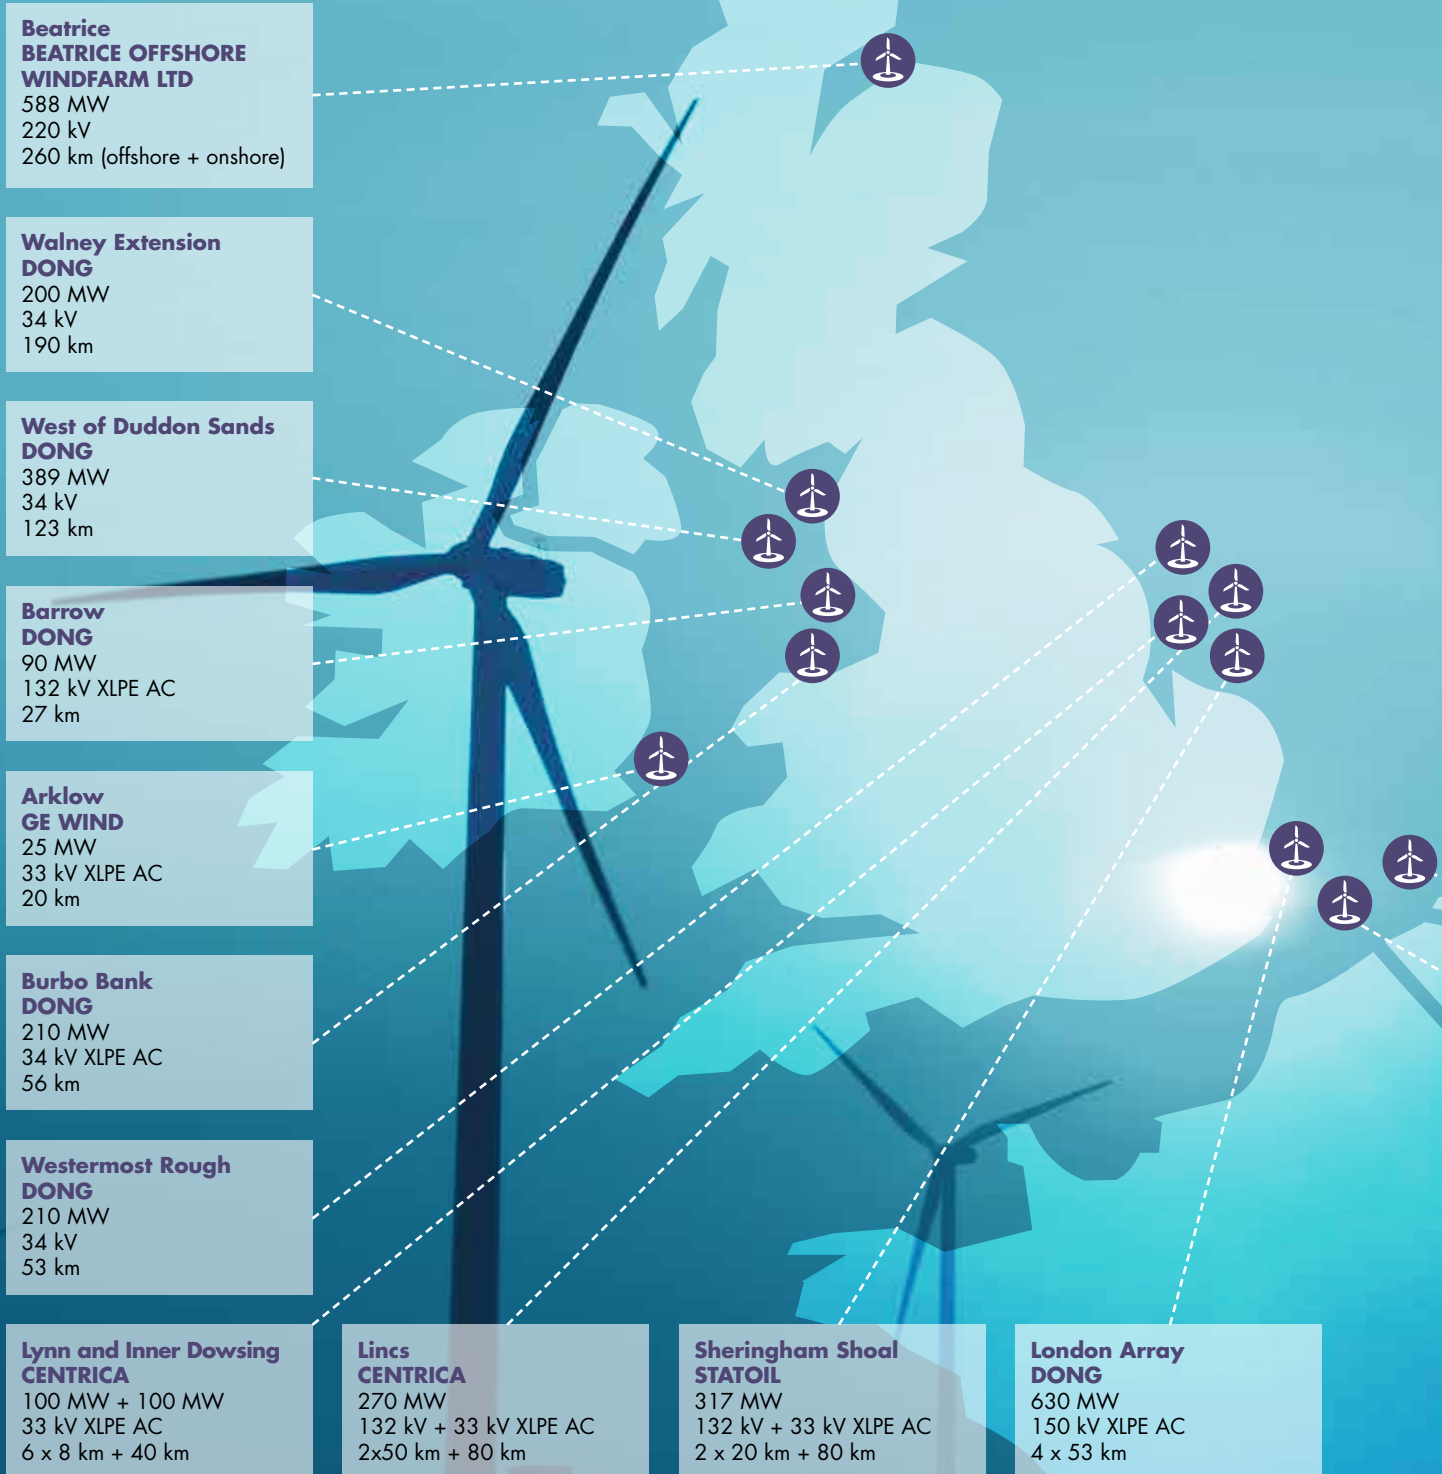 Beatrice
BEATRICE OFFSHORE
WINDFARM LTD
588 MW
220 kV
260 km (offshore + onshore)
Walney Extension
DONG
200 MW
34 kV
190 km
West of Duddon Sands
DONG
389 MW
34 kV
123 km
Barrow
DONG
90 MW
132 kV XLPE AC
27 km
Arklow
GE WIND
25 MW
33 kV XLPE AC
20 km
Burbo Bank
DONG
210 MW
34 kV XLPE AC
56 km
Westermost Rough
DONG
210 MW
34 kV
53 km
Lynn and Inner Dowsing
CENTRICA
100 MW + 100 MW
33 kV XLPE AC
6 x 8 km + 40 km
Lincs
CENTRICA
270 MW
132 kV + 33 kV XLPE AC
2x50 km + 80 km
Sheringham Shoal
STATOIL
317 MW
132 kV + 33 kV XLPE AC
2 x 20 km + 80 km
London Array
DONG
630 MW
150 kV XLPE AC
4 x 53 km